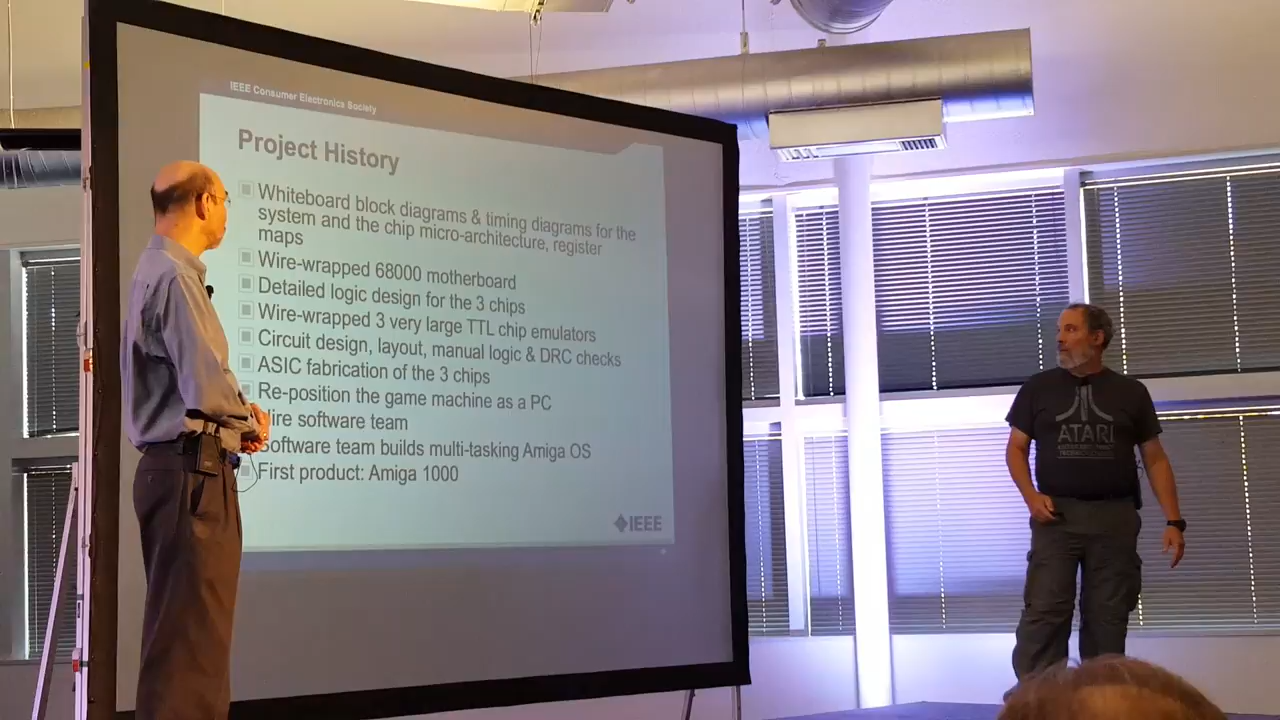 IEEE Consumer Electronics Society
Project History
Whiteboard block diagrams & timing diagrams for the
system and the chip micro-architecture, register
maps
Wire-wrapped 68000 motherboard
Detailed logic design for the 3 chips
Wire-wrapped 3 very large TTL chip emulators
Circuit design, layout, manual logic & DRC checks
ASIC fabrication of the 3 chips
Re-position the game machine as a PC
ire software team
oftware team builds multi-tasking Amiga OS
First product: Amiga 1000
IEEE
ATARI